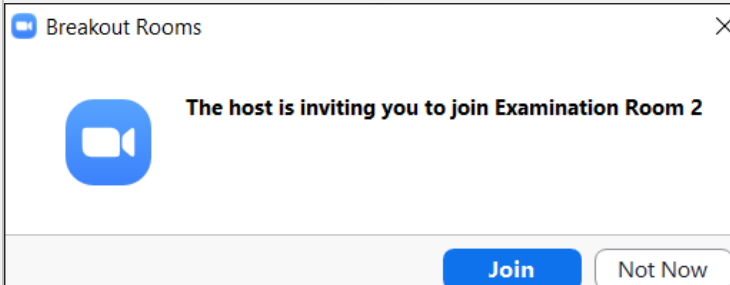 Breakout Rooms
The host is inviting you to join Examination Room 2
Join
Not Now